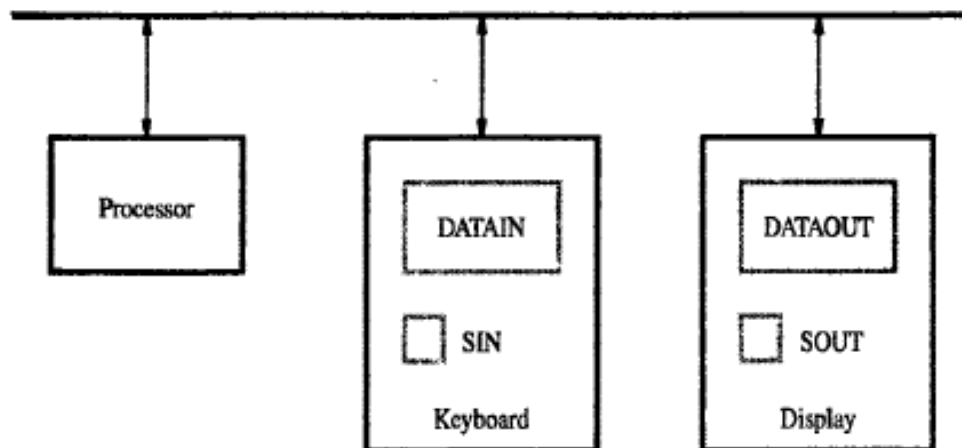 Processor
DATAIN
SIN
Keyboard
DATAOUT
SOUT
Display